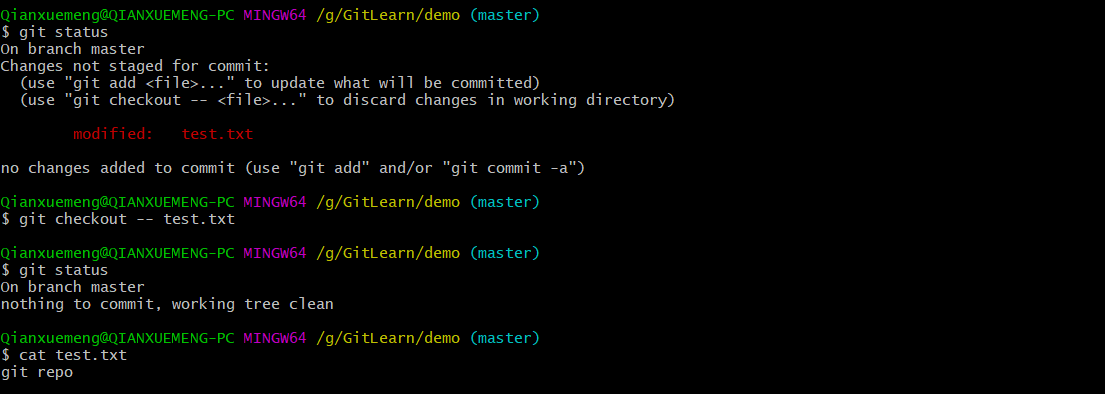 Qianxuemeng@QIANXUEMENG-PC MINGW64 /g/GitLearn/demo (master)
$ git status
On branch master
Changes not staged for commit:
  (use "git add <file>..." to update what will be committed)
  (use "git checkout -- <file>..." to discard changes in working directory)
        modified:   test.txt
no changes added to commit (use "git add" and/or "git commit -a")
Qianxuemeng@QIANXUEMENG-PC MINGW64 /g/GitLearn/demo (master)
$ git checkout -- test.txt
Qianxuemeng@QIANXUEMENG-PC MINGW64 /g/GitLearn/demo (master)
$ git status
On branch master
nothing to commit, working tree clean
Qianxuemeng@QIANXUEMENG-PC MINGW64 /g/GitLearn/demo (master)
$ cat test.txt
git repo